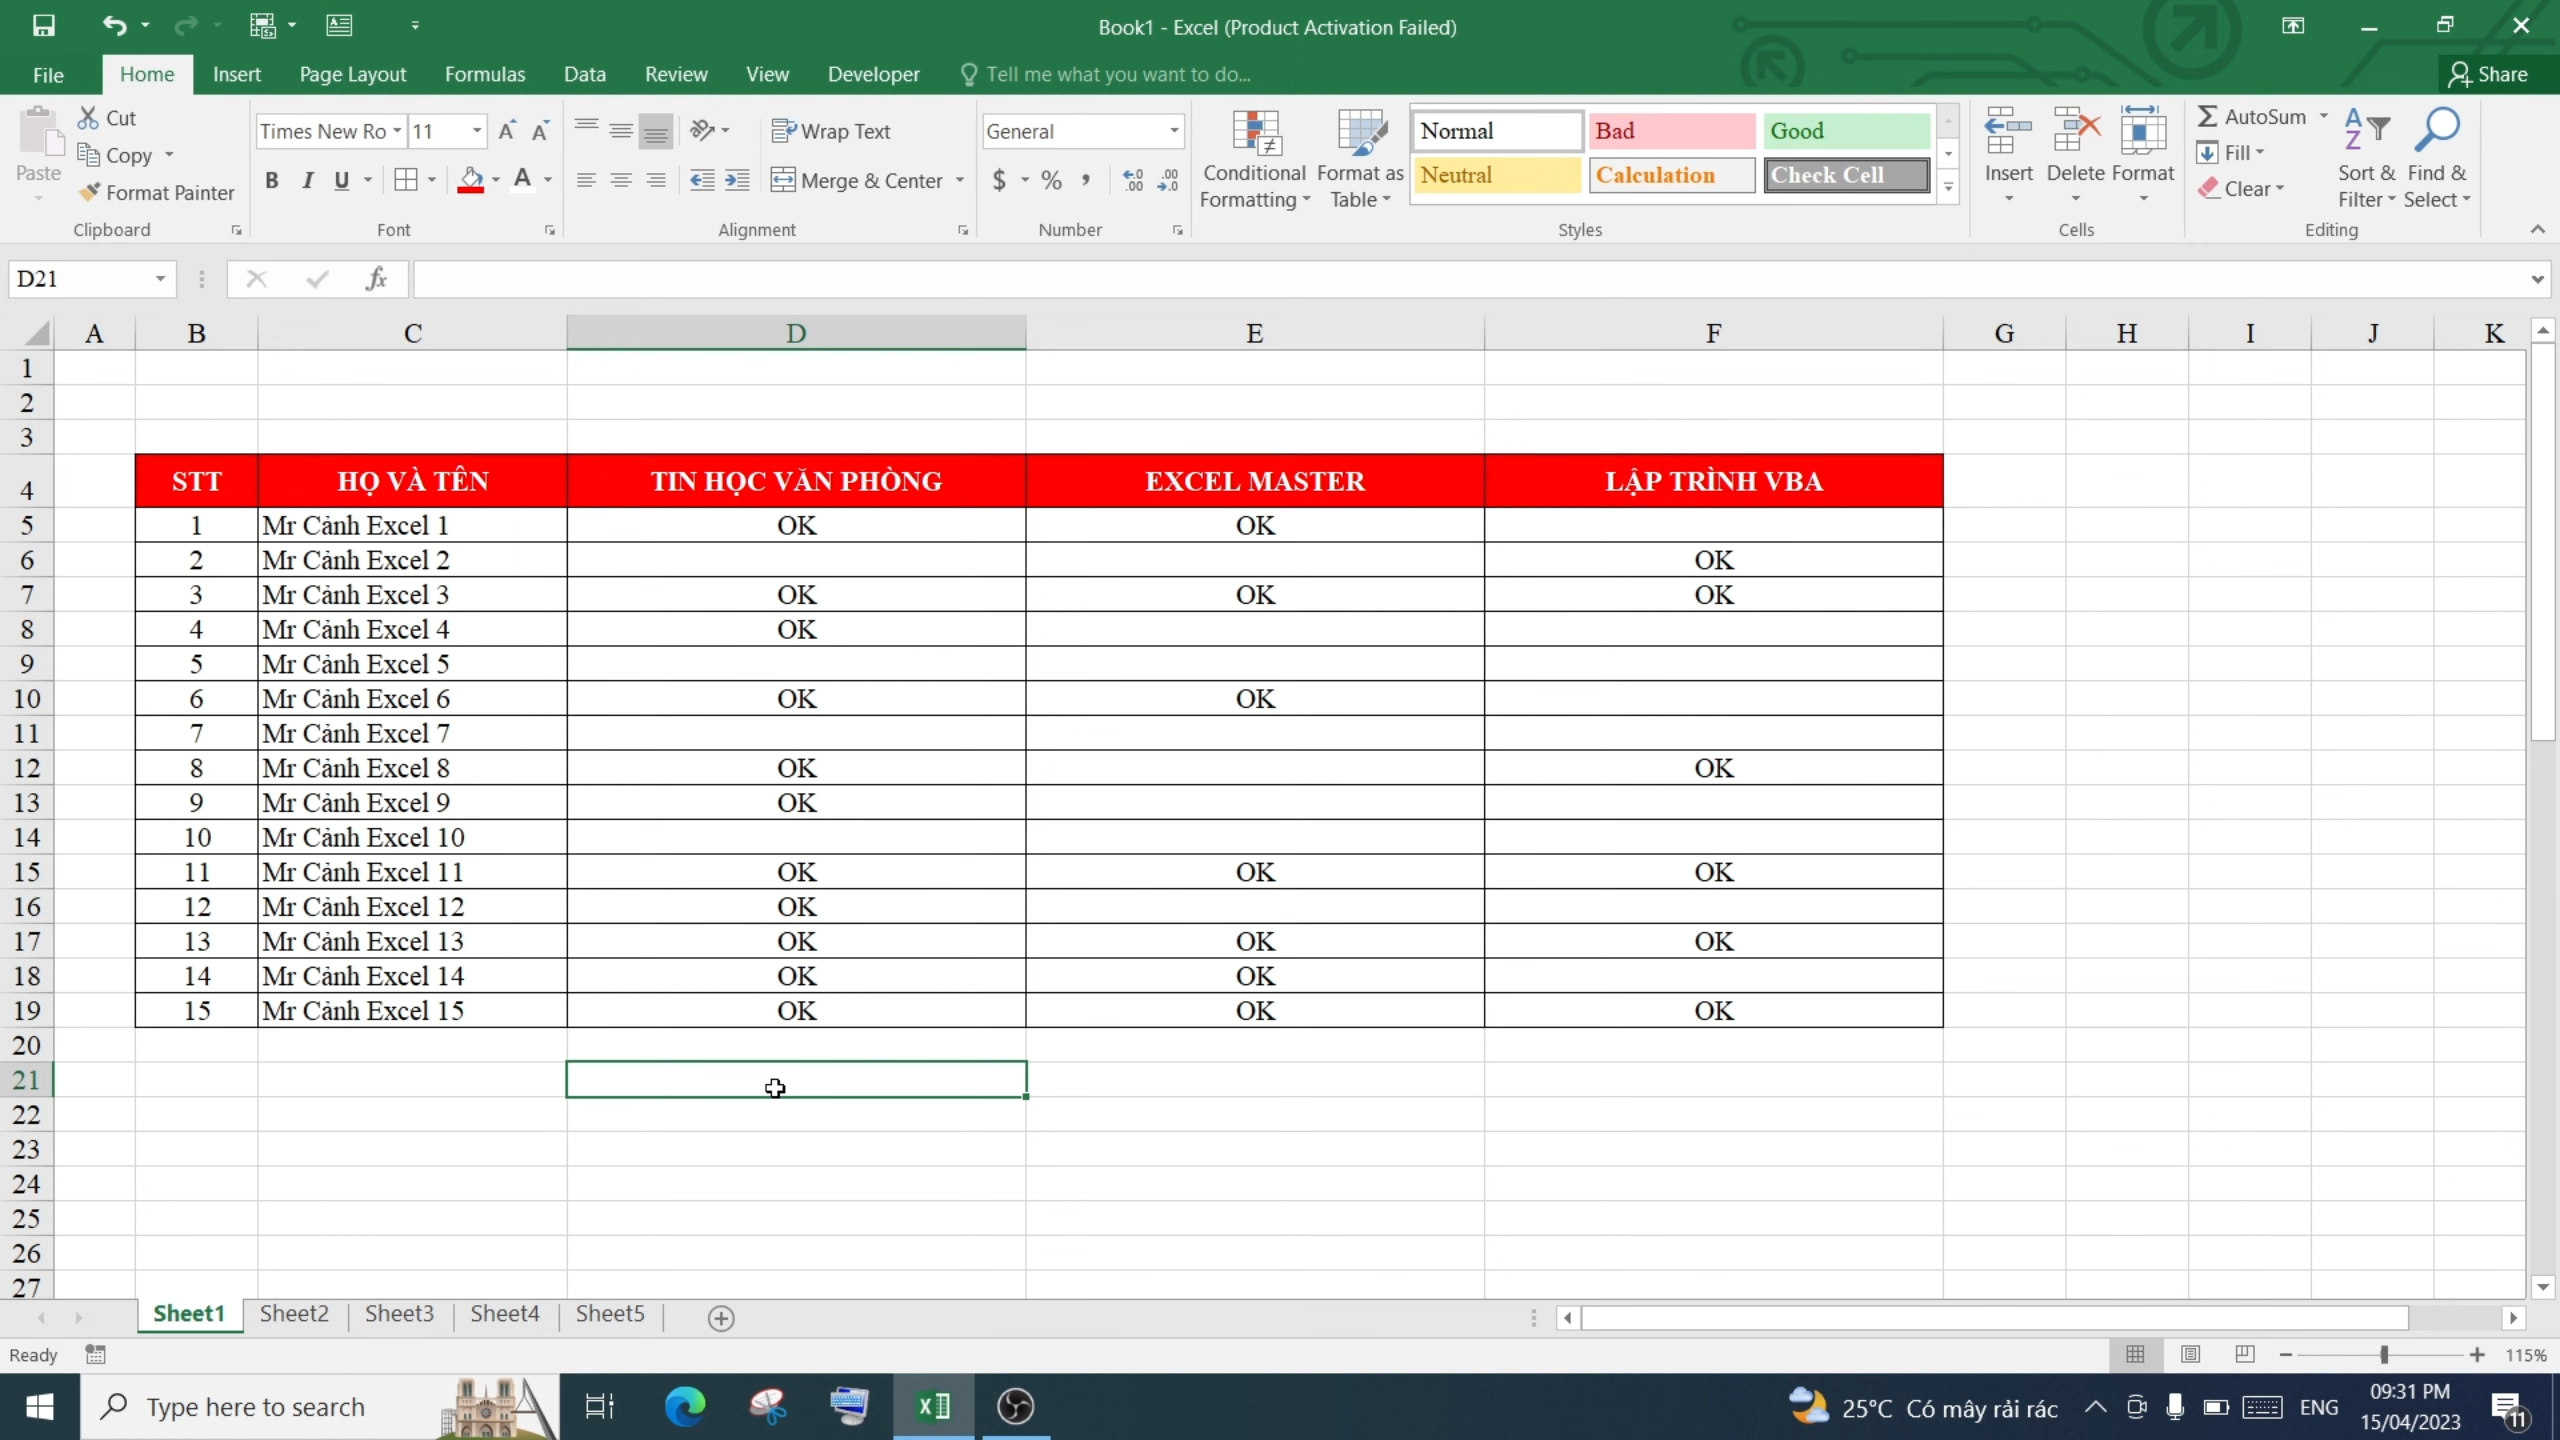 Book1 - Excel (Product Activation Failed)
File Home Insert Page Layout Formulas Data Review View Developer Tell me what you want to do... Share
Paste Cut Copy Format Painter Clipboard
Times New Ro 11 B I U A Font
Wrap Text Merge & Center Alignment
General $ % , Number
Conditional Formatting Format as Table
Normal Bad Good
Neutral Calculation Check Cell
Styles
Insert Delete Format Cells
AutoSum Fill Clear Sort & Filter Find & Select Editing
D21 fx
A B C D E F G H I J K
1
2
3
4 STT HỌ VÀ TÊN TIN HỌC VĂN PHÒNG EXCEL MASTER LẬP TRÌNH VBA
5 1 Mr Cảnh Excel 1 OK OK
6 2 Mr Cảnh Excel 2 OK
7 3 Mr Cảnh Excel 3 OK OK OK
8 4 Mr Cảnh Excel 4 OK
9 5 Mr Cảnh Excel 5
10 6 Mr Cảnh Excel 6 OK OK
11 7 Mr Cảnh Excel 7
12 8 Mr Cảnh Excel 8 OK OK
13 9 Mr Cảnh Excel 9 OK
14 10 Mr Cảnh Excel 10
15 11 Mr Cảnh Excel 11 OK OK OK
16 12 Mr Cảnh Excel 12 OK
17 13 Mr Cảnh Excel 13 OK OK OK
18 14 Mr Cảnh Excel 14 OK OK
19 15 Mr Cảnh Excel 15 OK OK OK
20
21
22
23
24
25
26
27
Sheet1 Sheet2 Sheet3 Sheet4 Sheet5
Ready 115%
Type here to search 25°C Có mây rải rác ENG 09:31 PM
15/04/2023 11